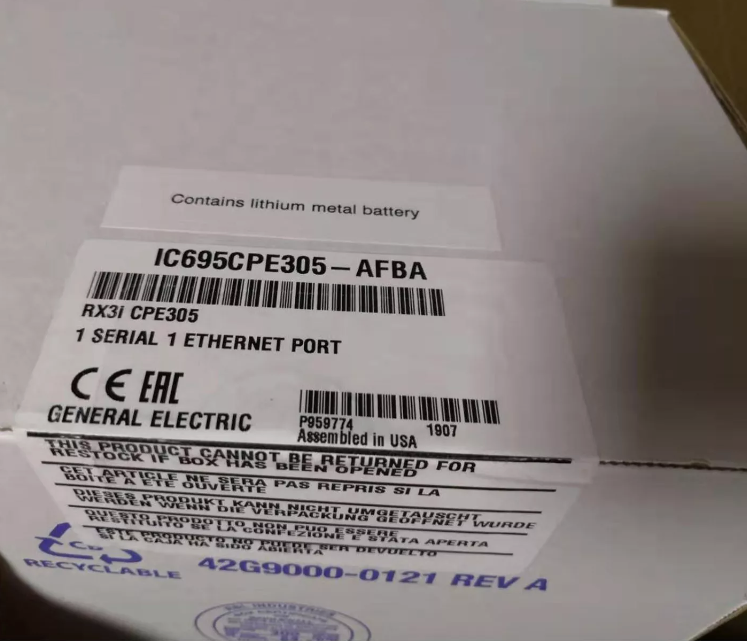 Contains lithium metal battery
IC695CPE305-AFBA
RX3i CPE305
1 SERIAL 1 ETHERNET PORT
CE EAC
GENERAL ELECTRIC
P959774 1907
Assembled in USA
THIS PRODUCT CANNOT BE RETURNED FOR
RESTOCK IF BOX HAS BEEN OPENED
CET ARTICLE NE SERA PAS REPRIS SI LA
BOITE A ETE OUVERTE
DIESES PRODUKT KANN NICHT UMGETAUSCHT
WERDEN WENN DIE VERPACKUNG GEOFFNET WURDE
QUESTO PRODOTTO NON PUO ESSERE
RESTITUITO SE LA CONFEZIONE E STATA APERTA
ESTE PRODUCTO NO PUEDE SER DEVUELTO
SI LA CAJA HA SIDO ABIERTA
RECYCLABLE
42G9000-0121 REV A
INDUSTRIES